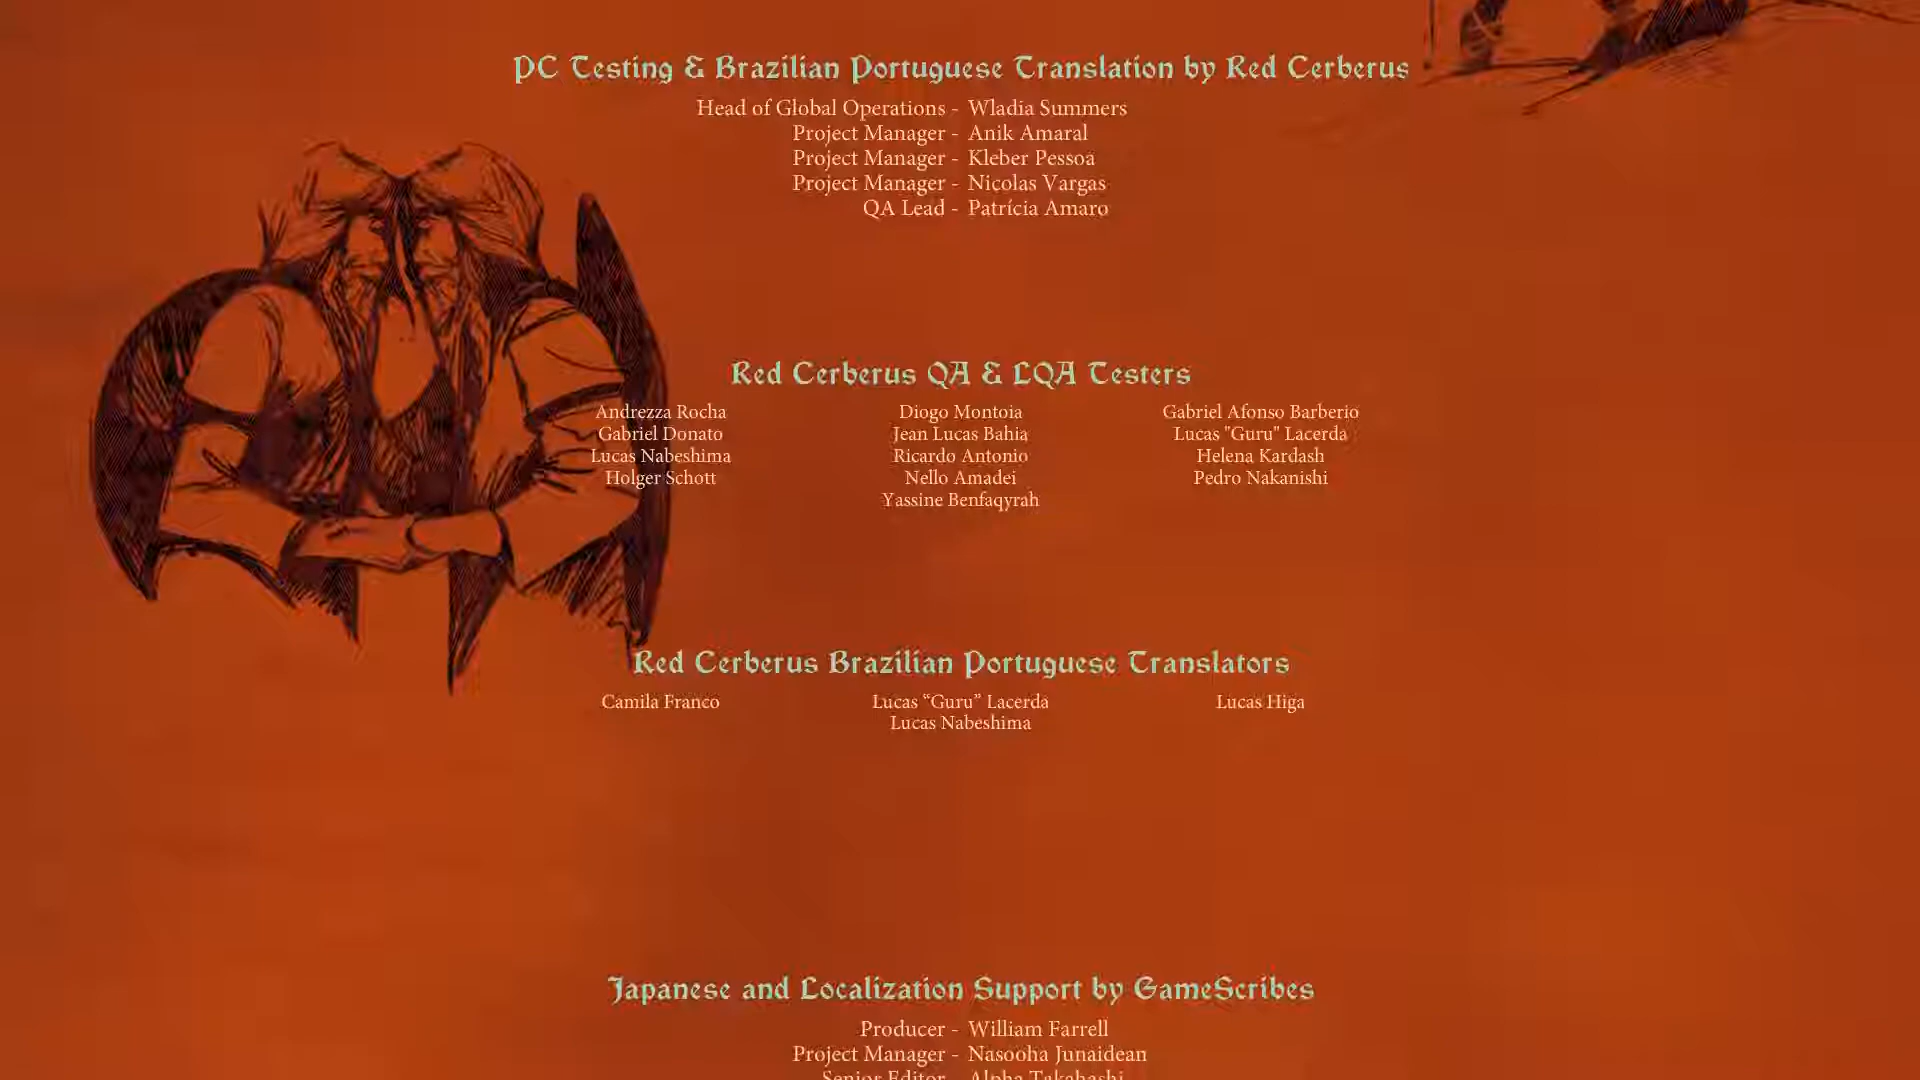 PC Testing & Brazilian Portuguese Translation by Red Cerberus
Head of Global Operations - Wladia Summers
Project Manager - Anik Amaral
Project Manager - Kleber Pessoa
Project Manager - Nicolas Vargas
QA Lead - Patrícia Amaro
Red Cerberus QA & LQA Testers
Andrezza Rocha Diogo Montoia Gabriel Afonso Barberio
Gabriel Donato Jean Lucas Bahia Lucas "Guru" Lacerda
Lucas Nabeshima Ricardo Antonio Helena Kardash
Holger Schott Nello Amadei Pedro Nakanishi
Yassine Benfaqyrah
Red Cerberus Brazilian Portuguese Translators
Camila Franco Lucas “Guru” Lacerda Lucas Higa
Lucas Nabeshima
Japanese and Localization Support by GameScribes
Producer - William Farrell
Project Manager - Nasooha Junaidean
Senior Editor - Alpha Takahashi